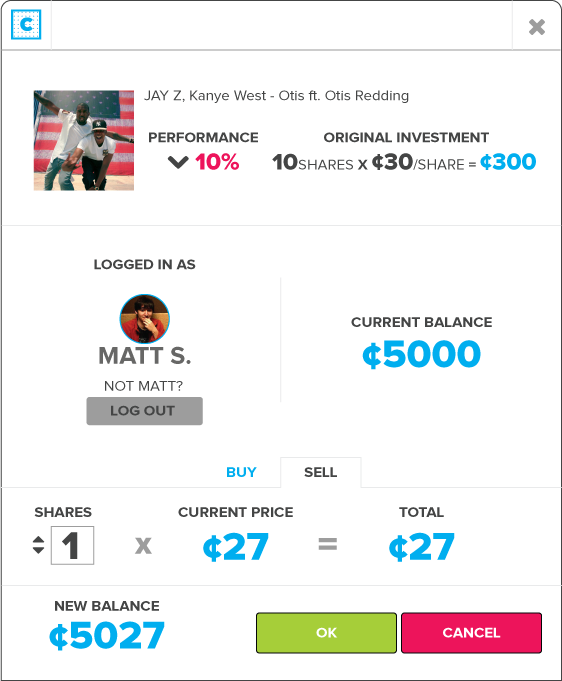 C
JAY Z, Kanye West - Otis ft. Otis Redding
PERFORMANCE
10%
ORIGINAL INVESTMENT
10SHARES X ¢30/SHARE = ¢300
LOGGED IN AS
MATT S.
NOT MATT?
LOG OUT
CURRENT BALANCE
¢5000
BUY
SELL
SHARES
CURRENT PRICE
TOTAL
1 x ¢27 = ¢27
NEW BALANCE
¢5027
OK
CANCEL